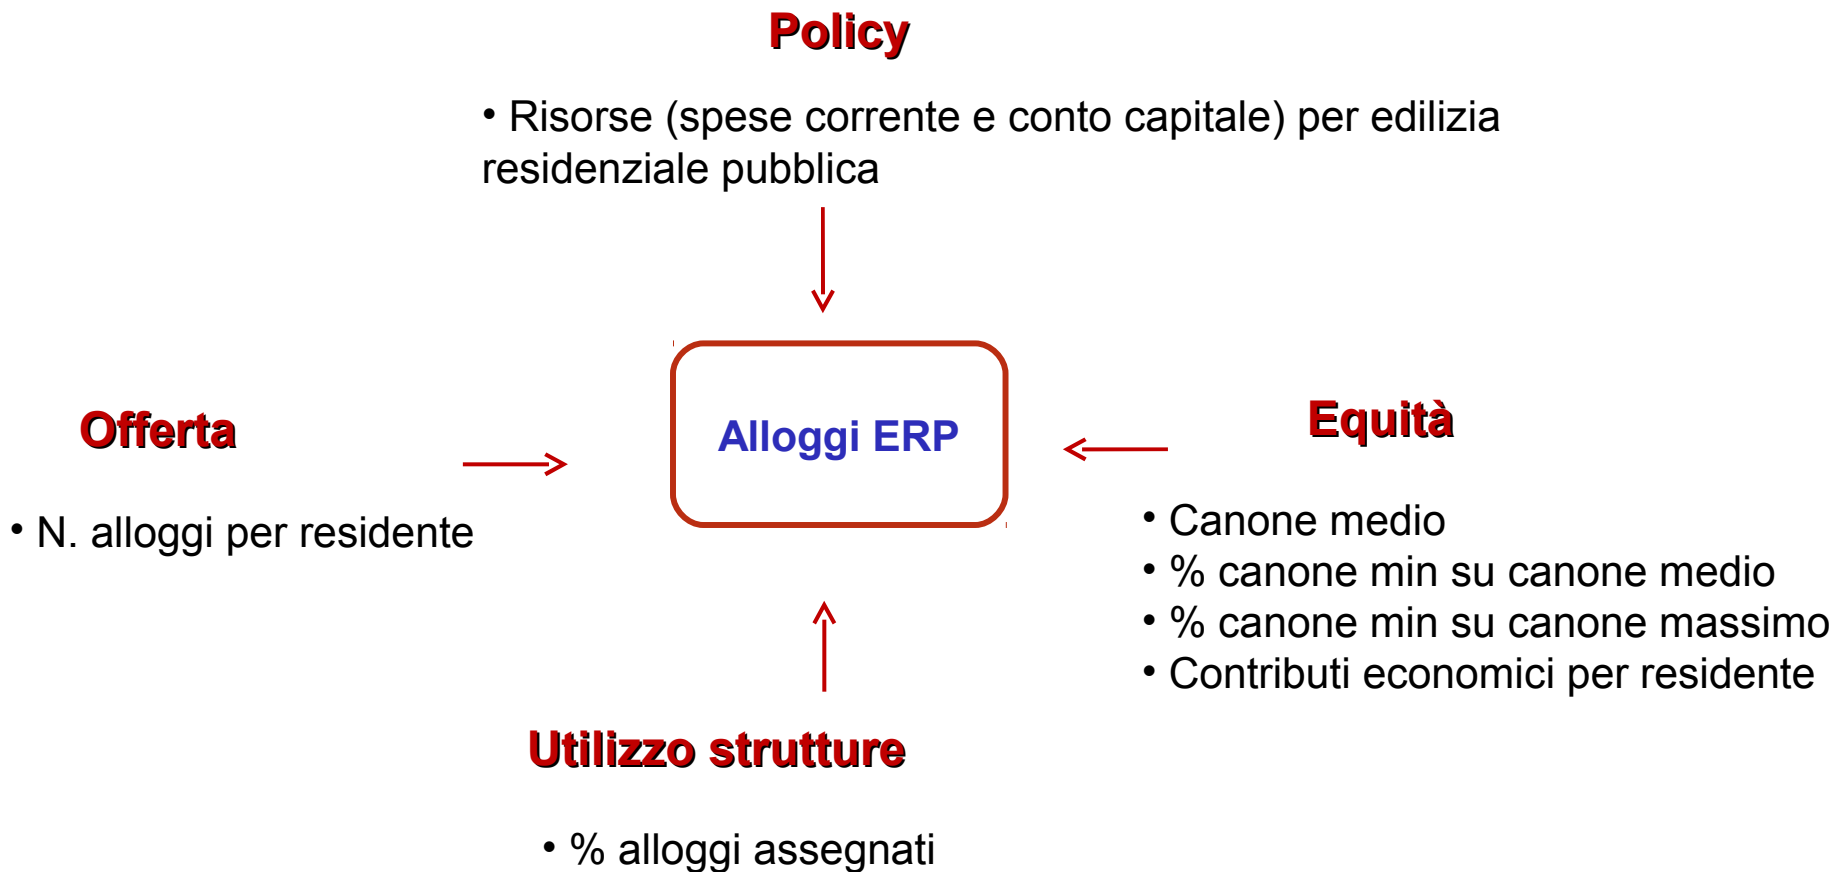 Policy
• Risorse (spese corrente e conto capitale) per edilizia
residenziale pubblica
Offerta
• N. alloggi per residente
Alloggi ERP
Equità
• Canone medio
• % canone min su canone medio
• % canone min su canone massimo
• Contributi economici per residente
Utilizzo strutture
• % alloggi assegnati